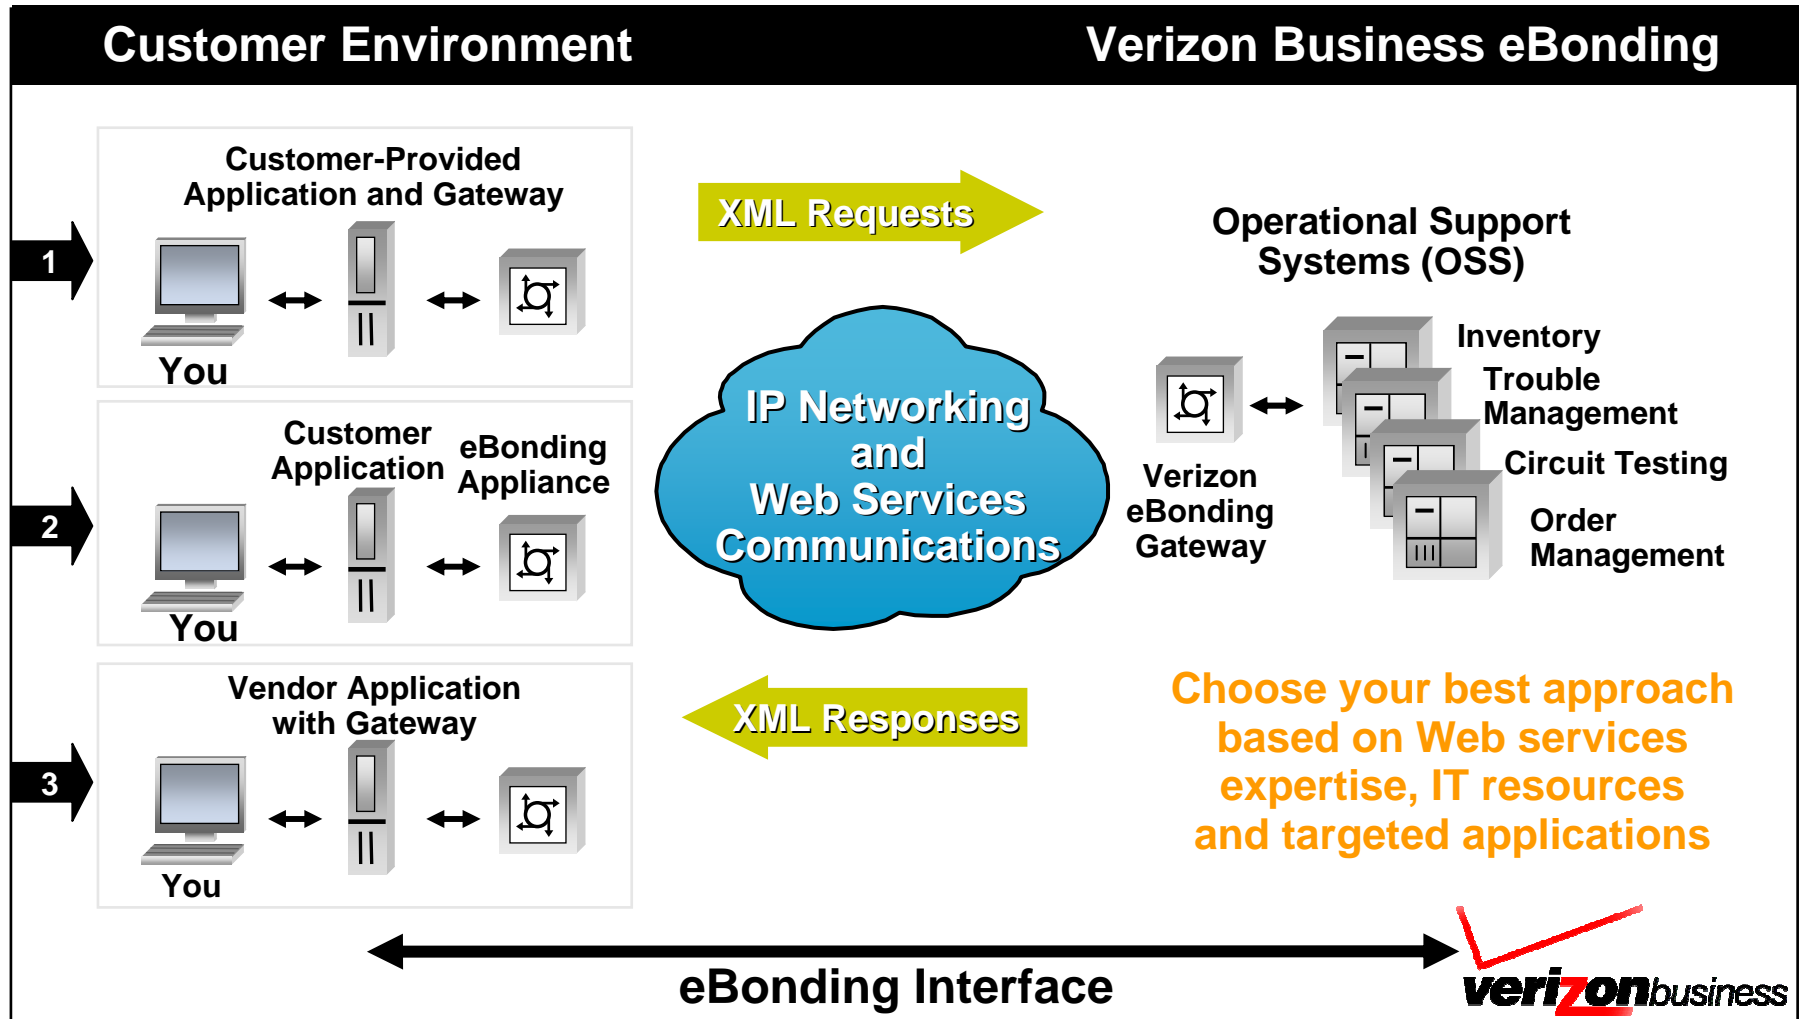 Customer Environment
Verizon Business eBonding
1
Customer-Provided
Application and Gateway
You
2
Customer
Application
eBonding
Appliance
You
3
Vendor Application
with Gateway
You
XML Requests
IP Networking
and
Web Services
Communications
XML Responses
Operational Support
Systems (OSS)
Verizon
eBonding
Gateway
Inventory
Trouble
Management
Circuit Testing
Order
Management
Choose your best approach
based on Web services
expertise, IT resources
and targeted applications
eBonding Interface
verizonbusiness